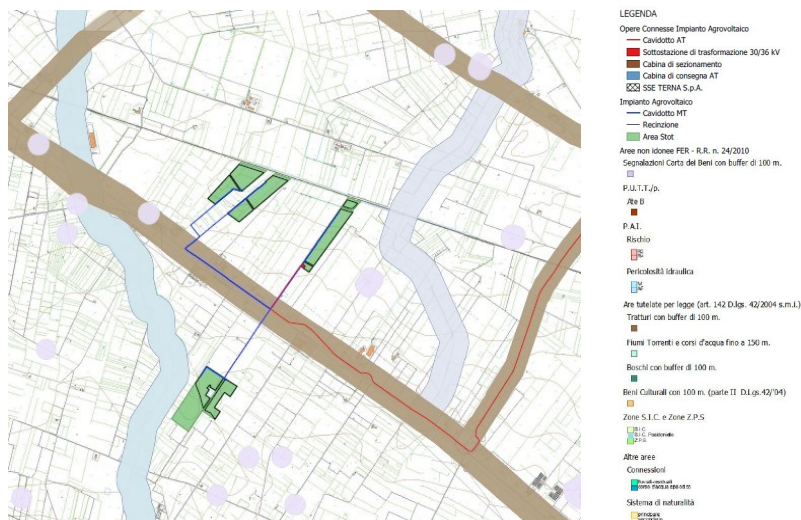 LEGENDA
Opere Connesse Impianto Agrovoltaico
Cavidotto AT
Sottostazione di trasformazione 30/36 kV
Cabina di sezionamento
Cabina di consegna AT
SSE TERNA S.p.A.
Impianto Agrovoltaico
Cavidotto MT
Recinzione
Area Stot
Aree non idonee FER - R.R. n. 24/2010
Segnalazioni Carta dei Beni con buffer di 100 m.
P.U.T.T./p.
Ate B
P.A.I.
Rischio
Pericolosità idraulica
Are tutelate per legge (art. 142 D.lgs. 42/2004 s.m.i.)
Tratturi con buffer di 100 m.
Fiumi Torrenti e corsi d'acqua fino a 150 m.
Boschi con buffer di 100 m.
Beni Culturali con 100 m. (parte II D.Lgs.42/'04)
Zone S.I.C. e Zone Z.P.S
S.I.C.
S.I.C. Posidonieto
Z.P.S.
Altre aree
Connessioni
Sistema di naturalità
principale